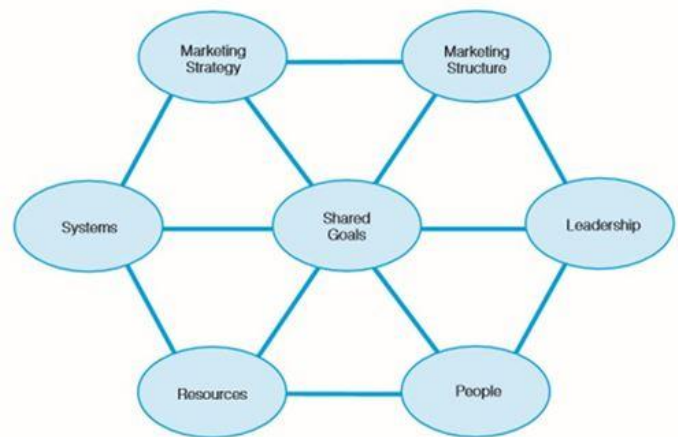 Marketing
Strategy
Marketing
Structure
Systems
Shared
Goals
Leadership
Resources
People